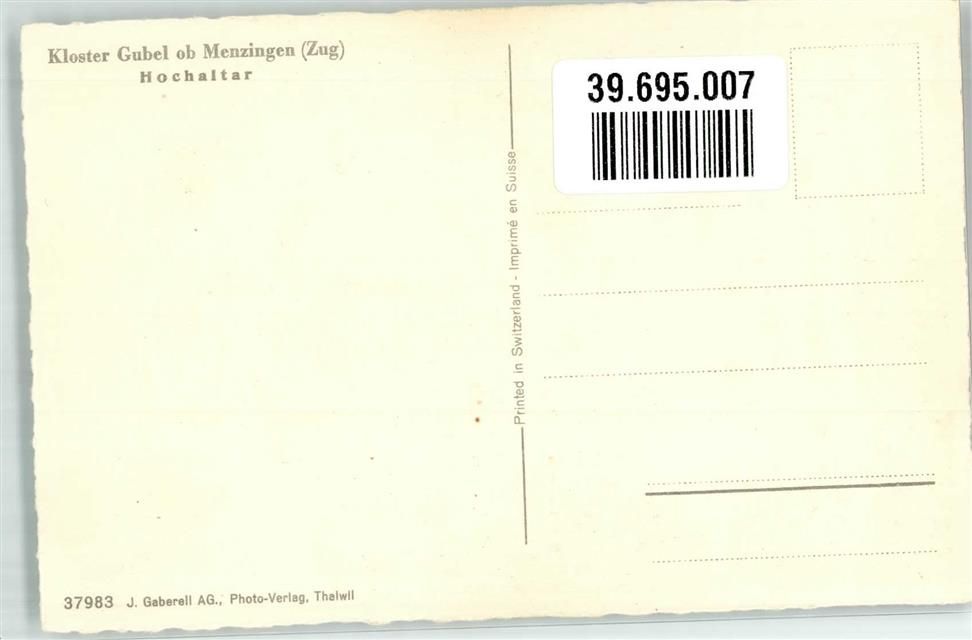 Kloster Gubel ob Menzingen (Zug)
Hochaltar
39.695.007
Printed in Switzerland - Imprimé en Suisse
37983 J. Gaberell AG., Photo-Verlag, Thalwil